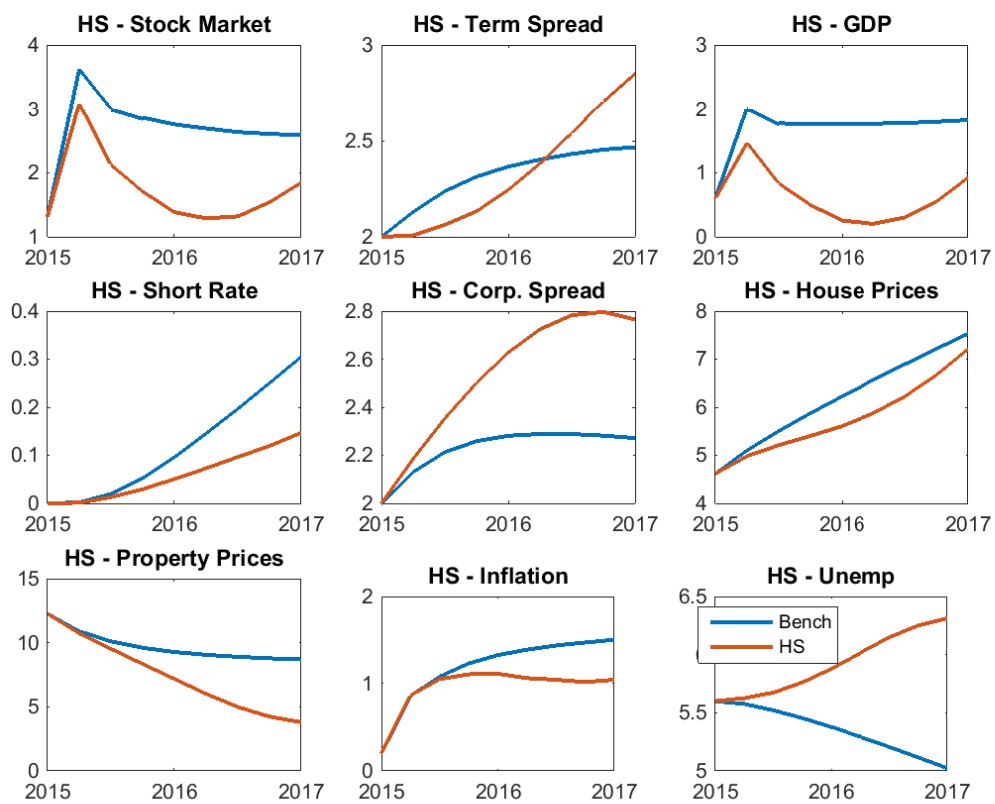 HS - Stock Market
4
3
2
1
2015 2016 2017
HS - Term Spread
3
2
2015 2016 2017
HS - GDP
3
2
1
0
2015 2016 2017
HS - Short Rate
0.4
0.3
0.2
0.1
0
2015 2016 2017
HS - Corp. Spread
2.8
2.6
2.4
2.2
2
2015 2016 2017
HS - House Prices
8
7
6
5
4
2015 2016 2017
HS - Property Prices
15
10
5
0
2015 2016 2017
HS - Inflation
2
1
0
2015 2016 2017
HS - Unemp
6.5
Bench
HS
5.5
5
2015 2016 2017